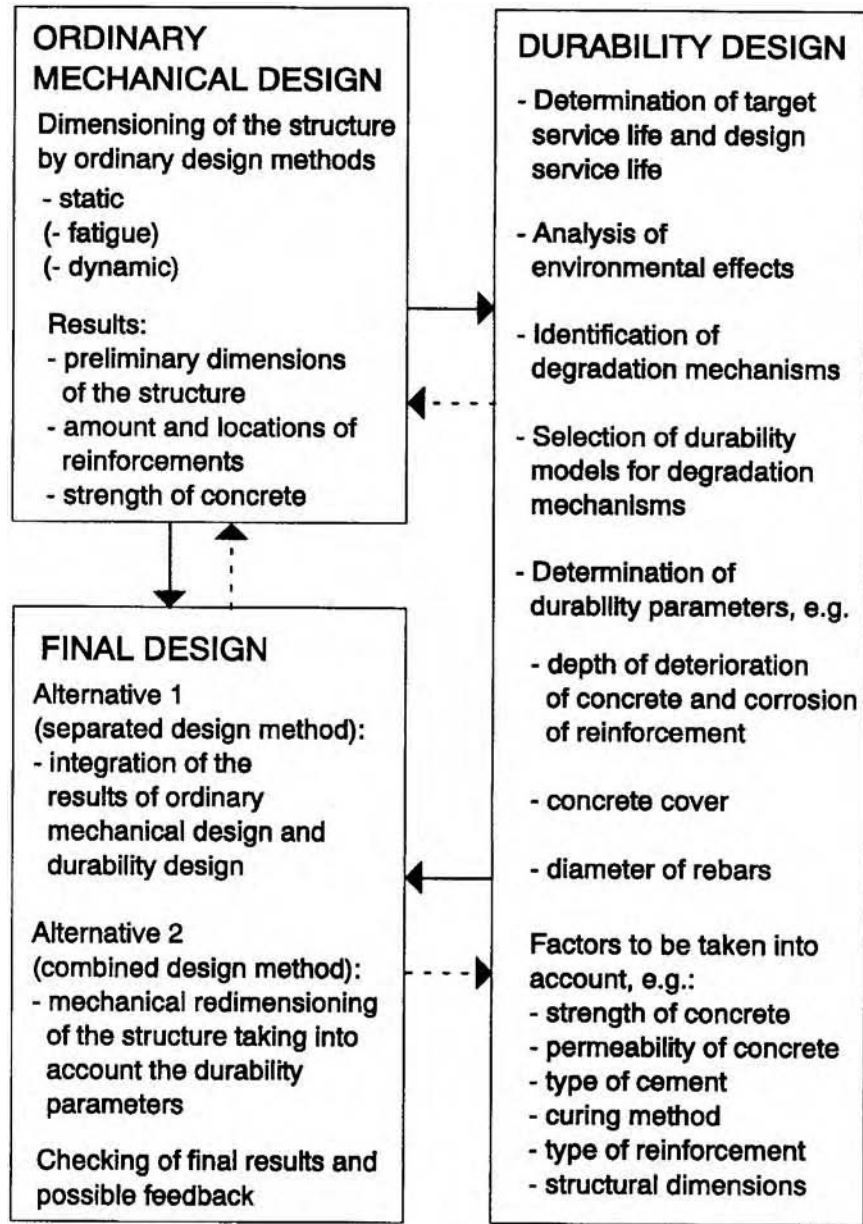 ORDINARY
MECHANICAL DESIGN
Dimensioning of the structure
by ordinary design methods
- static
(- fatigue)
(- dynamic)
Results:
- preliminary dimensions
of the structure
- amount and locations of
reinforcements
- strength of concrete
DURABILITY DESIGN
- Determination of target
service life and design
service life
- Analysis of
environmental effects
- Identification of
degradation mechanisms
- Selection of durability
models for degradation
mechanisms
- Determination of
durability parameters, e.g.
- depth of deterioration
of concrete and corrosion
of reinforcement
- concrete cover
- diameter of rebars
Factors to be taken into
account, e.g.:
- strength of concrete
- permeability of concrete
- type of cement
- curing method
- type of reinforcement
- structural dimensions
FINAL DESIGN
Alternative 1
(separated design method):
- integration of the
results of ordinary
mechanical design and
durability design
Alternative 2
(combined design method):
- mechanical redimensioning
of the structure taking into
account the durability
parameters
Checking of final results and
possible feedback